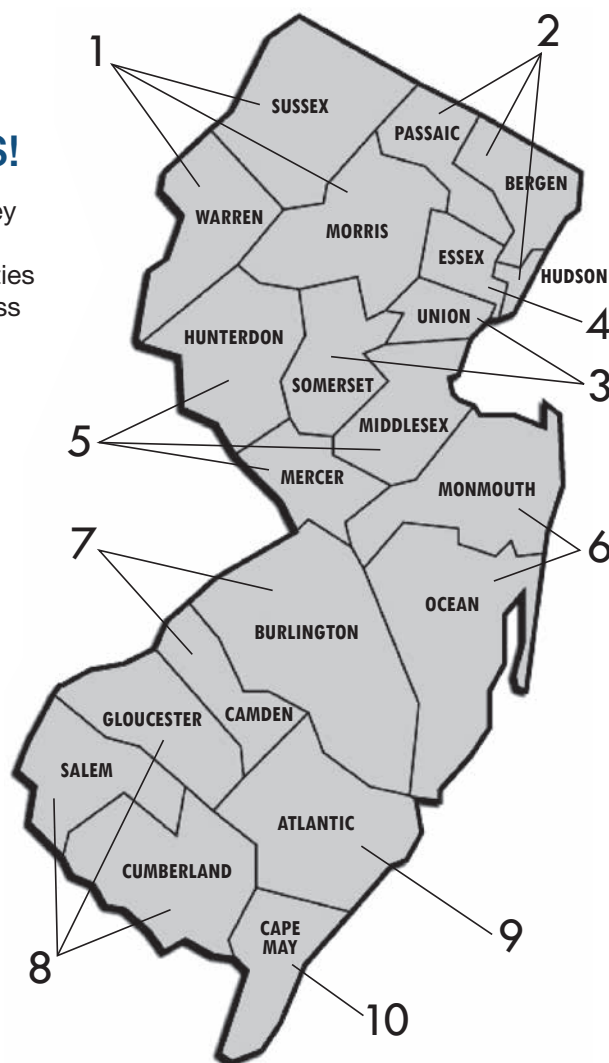 1
2
SUSSEX
PASSAIC
S!
ey
BERGEN
WARREN
MORRIS
ESSEX
HUDSON
ties
ss
UNION
4
HUNTERDON
SOMERSET
3
MIDDLESEX
5
MERCER
MONMOUTH
7
6
OCEAN
BURLINGTON
GLOUCESTER
CAMDEN
SALEM
ATLANTIC
CUMBERLAND
CAPE
MAY
9
8
10